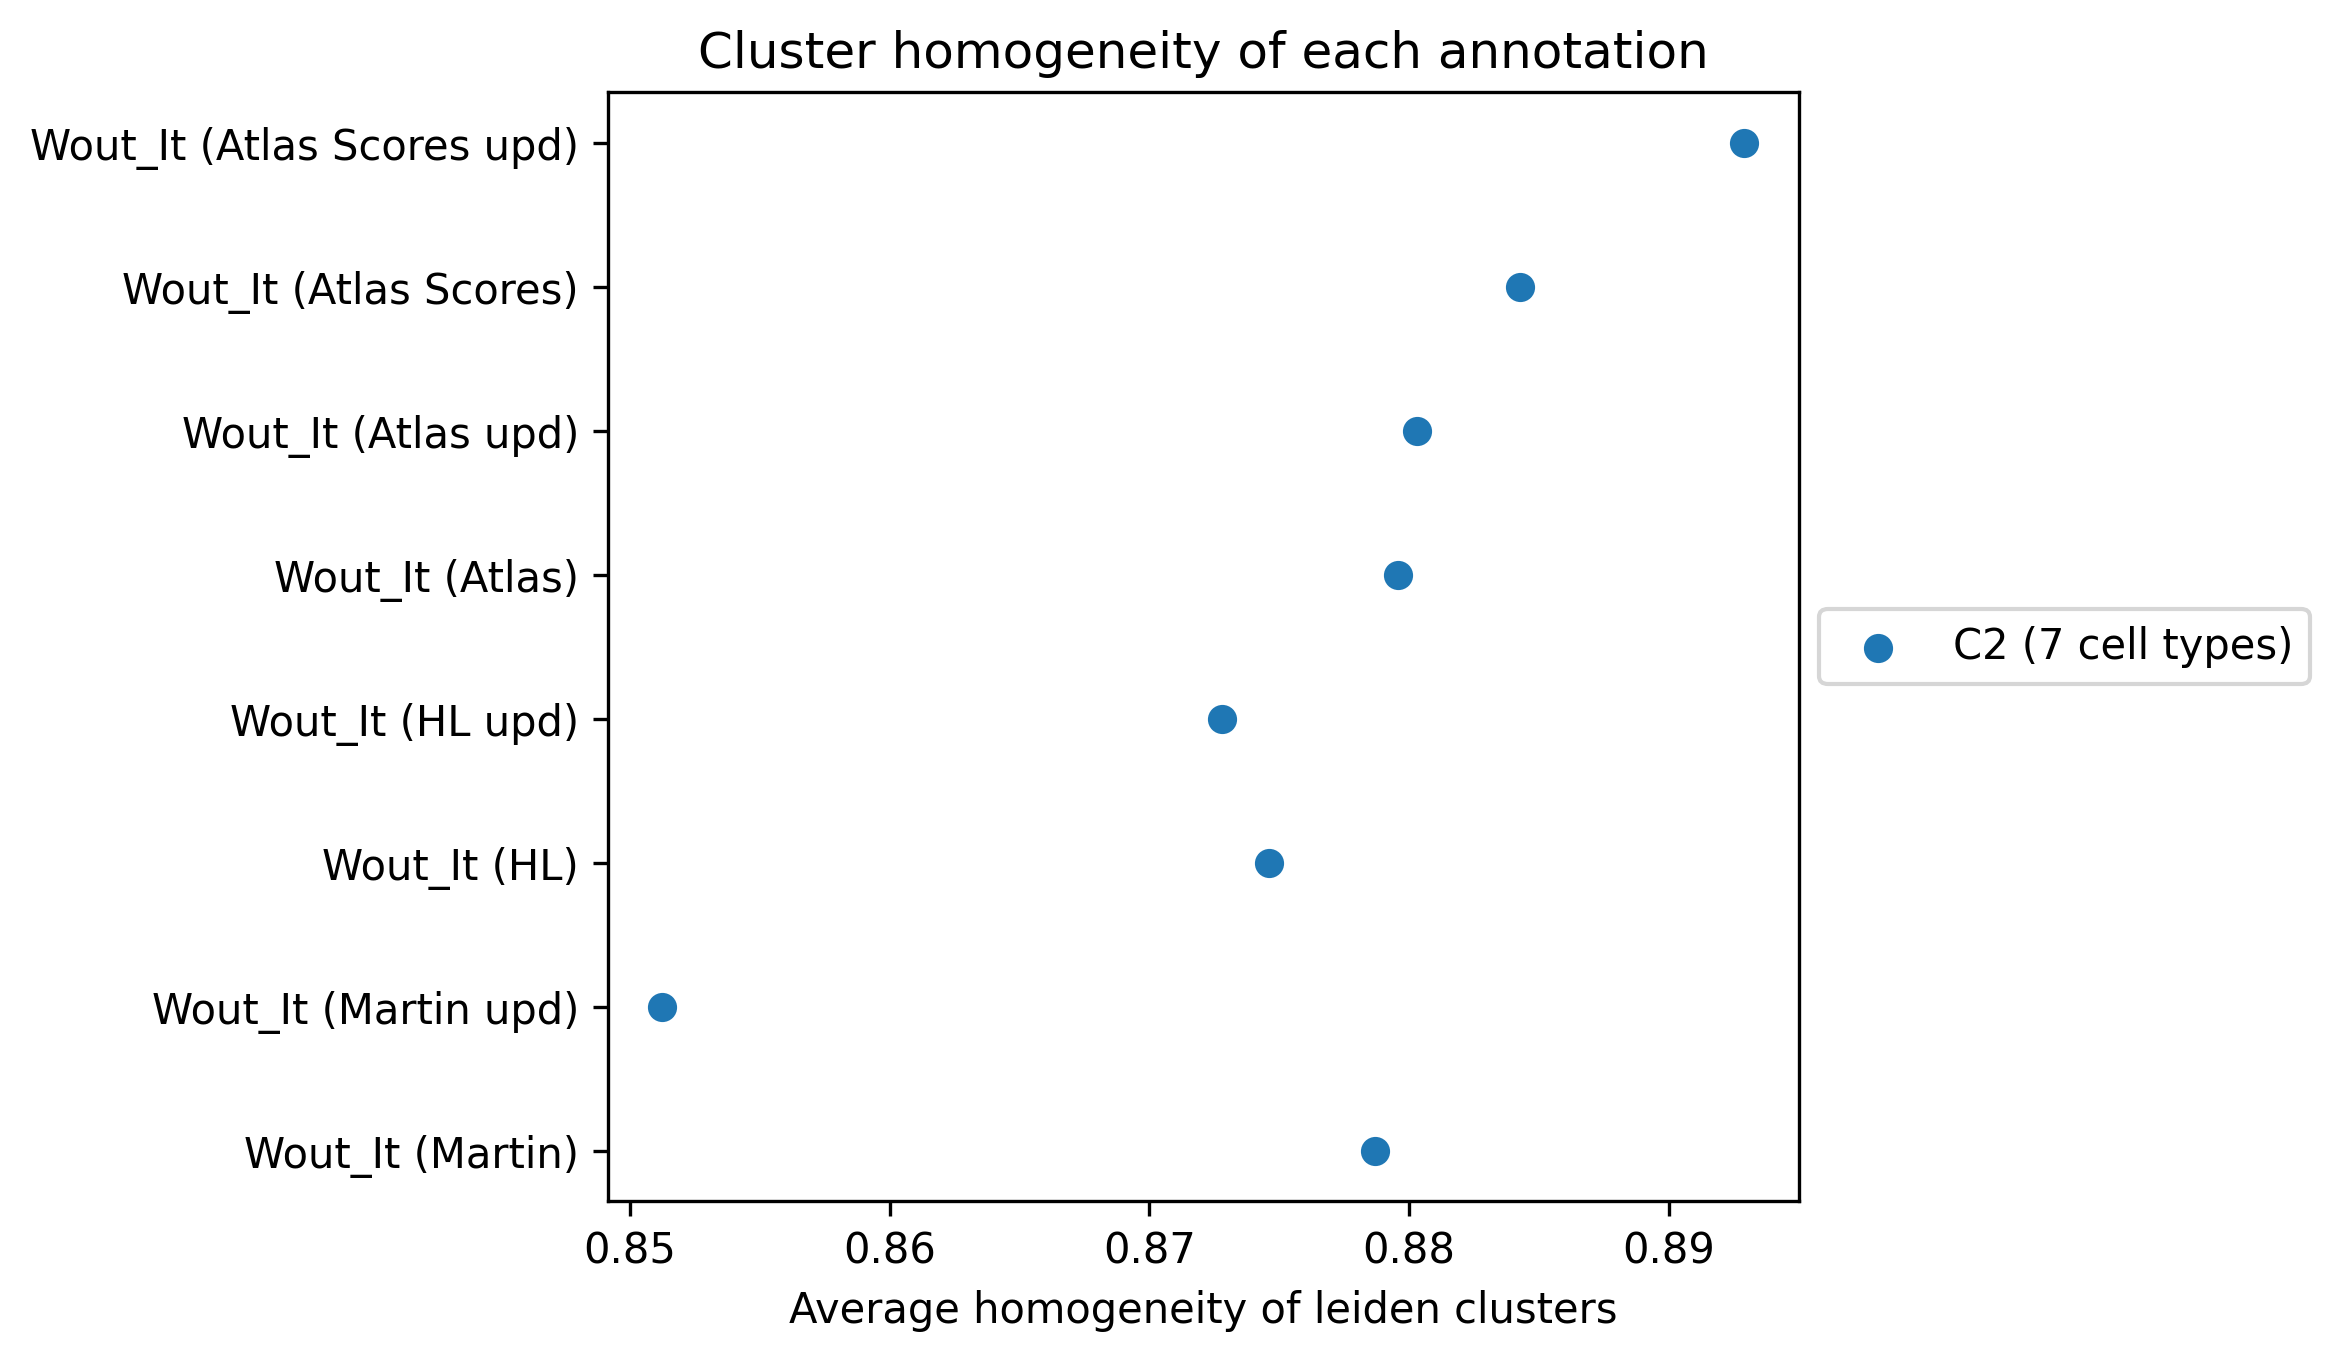 Cluster homogeneity of each annotation
Wout_It (Atlas Scores upd)
Wout_It (Atlas Scores)
Wout_It (Atlas upd)
Wout_It (Atlas)
Wout_It (HL upd)
Wout_It (HL)
Wout_It (Martin upd)
Wout_It (Martin)
C2 (7 cell types)
0.85 0.86 0.87 0.88 0.89
Average homogeneity of leiden clusters